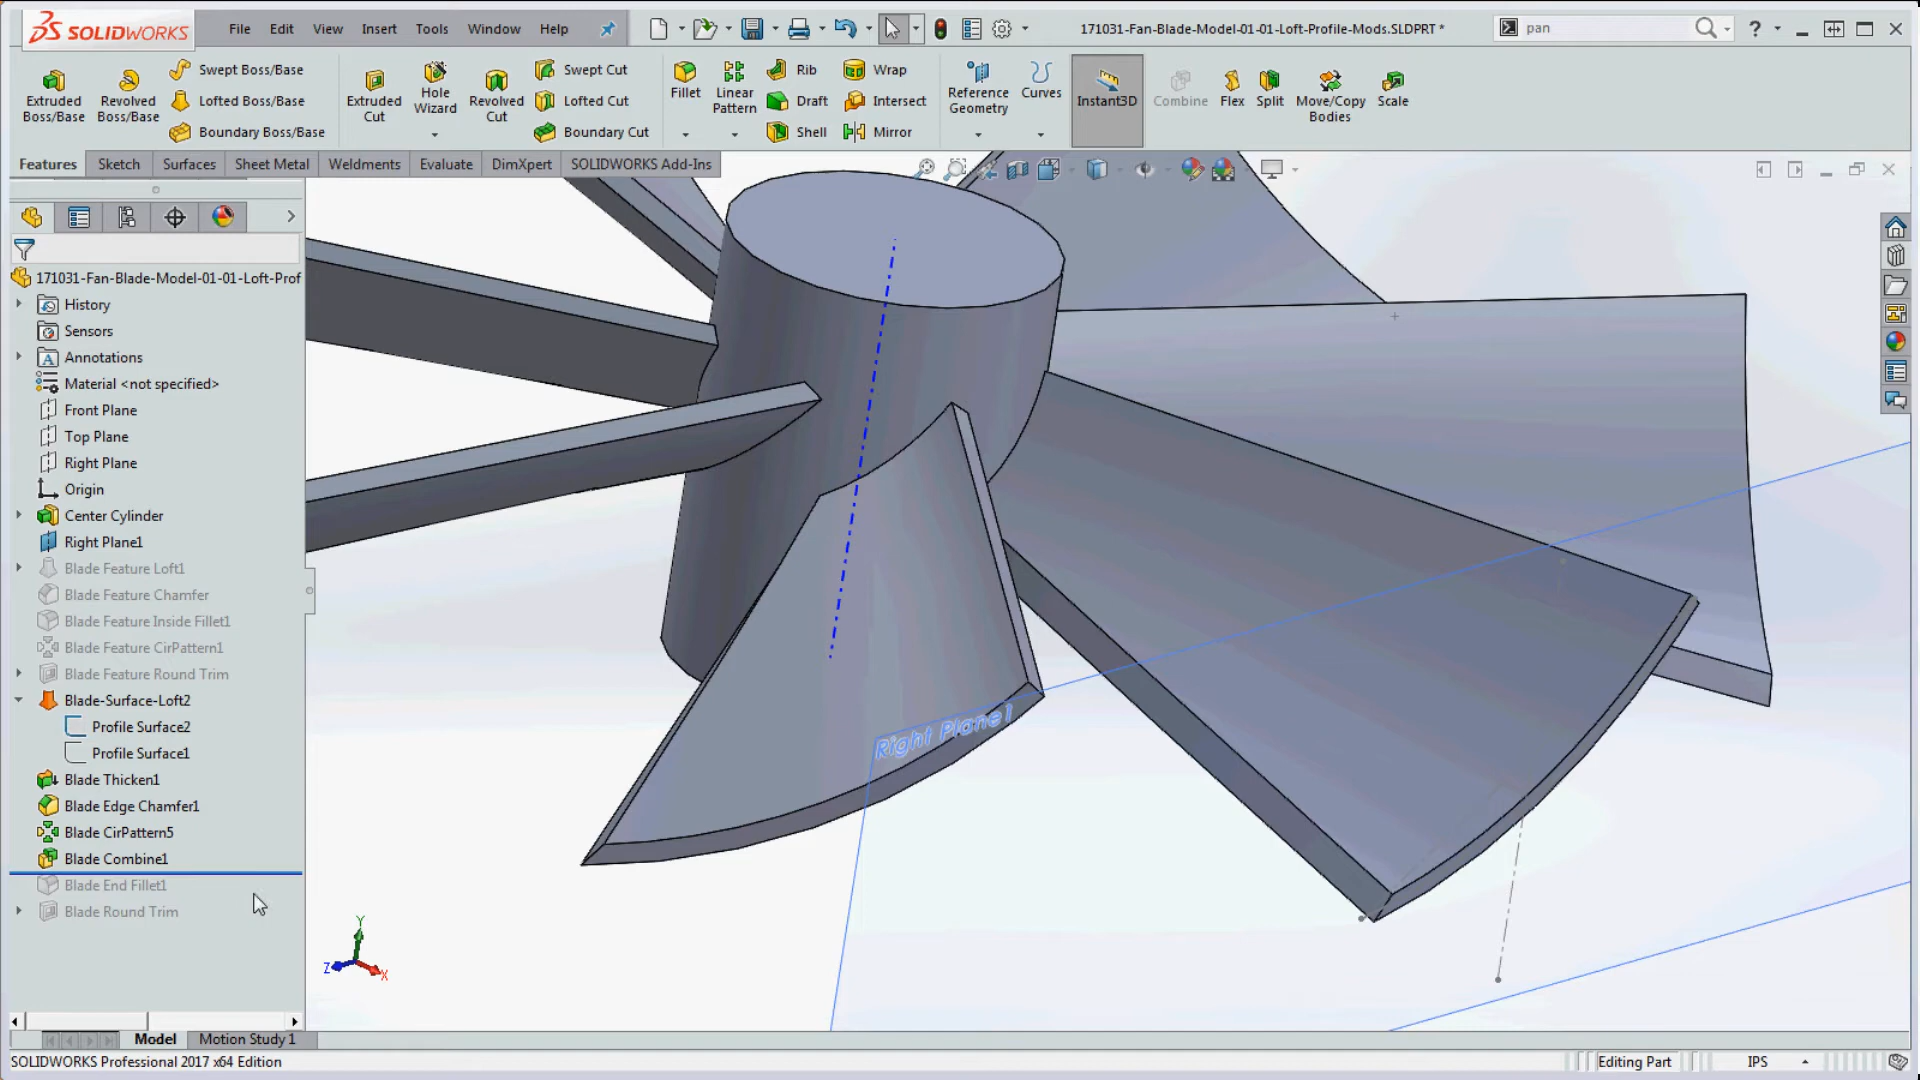 SOLIDWORKS
File Edit View Insert Tools Window Help
171031-Fan-Blade-Model-01-01-Loft-Profile-Mods.SLDPRT *
pan
?
Extruded Boss/Base
Revolved Boss/Base
Swept Boss/Base
Lofted Boss/Base
Boundary Boss/Base
Extruded Cut
Hole Wizard
Revolved Cut
Swept Cut
Lofted Cut
Boundary Cut
Fillet
Linear Pattern
Rib
Draft
Shell
Wrap
Intersect
Mirror
Reference Geometry
Curves
Instant3D
Combine
Flex
Split
Move/Copy Bodies
Scale
Features Sketch Surfaces Sheet Metal Weldments Evaluate DimXpert SOLIDWORKS Add-Ins
171031-Fan-Blade-Model-01-01-Loft-Prof
History
Sensors
Annotations
Material <not specified>
Front Plane
Top Plane
Right Plane
Origin
Center Cylinder
Right Plane1
Blade Feature Loft1
Blade Feature Chamfer
Blade Feature Inside Fillet1
Blade Feature CirPattern1
Blade Feature Round Trim
Blade-Surface-Loft2
Profile Surface2
Profile Surface1
Blade Thicken1
Blade Edge Chamfer1
Blade CirPattern5
Blade Combine1
Blade End Fillet1
Blade Round Trim
Right Plane1
Y
Z
X
Model Motion Study 1
SOLIDWORKS Professional 2017 x64 Edition
Editing Part
IPS